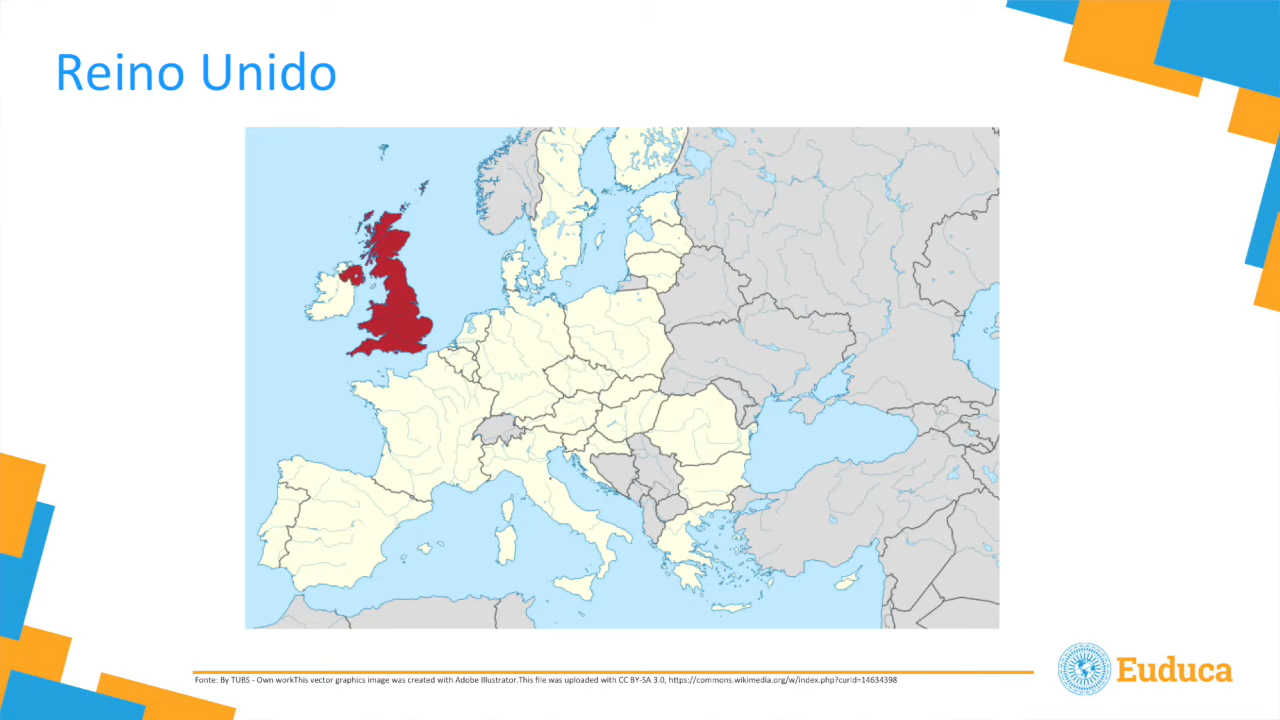 Reino Unido
Fonte: By TUBS - Own workThis vector graphics image was created with Adobe Illustrator.This file was uploaded with CC BY-SA 3.0, https://commons.wikimedia.org/w/index.php?curid=14634398
Euduca